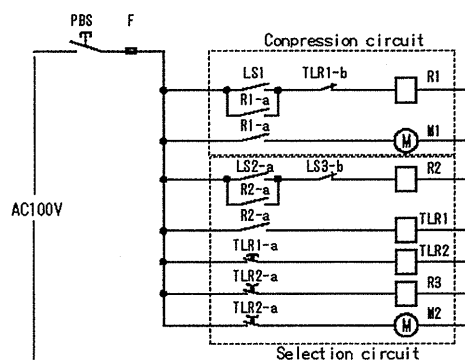 PBS F
Conpression circuit
LS1 TLR1-b R1
R1-a
R1-a M1
M
LS2-a LS3-b R2
R2-a
AC100V
R2-a TLR1
TLR1-a TLR2
TLR2-a R3
TLR2-a M2
M
Selection circuit